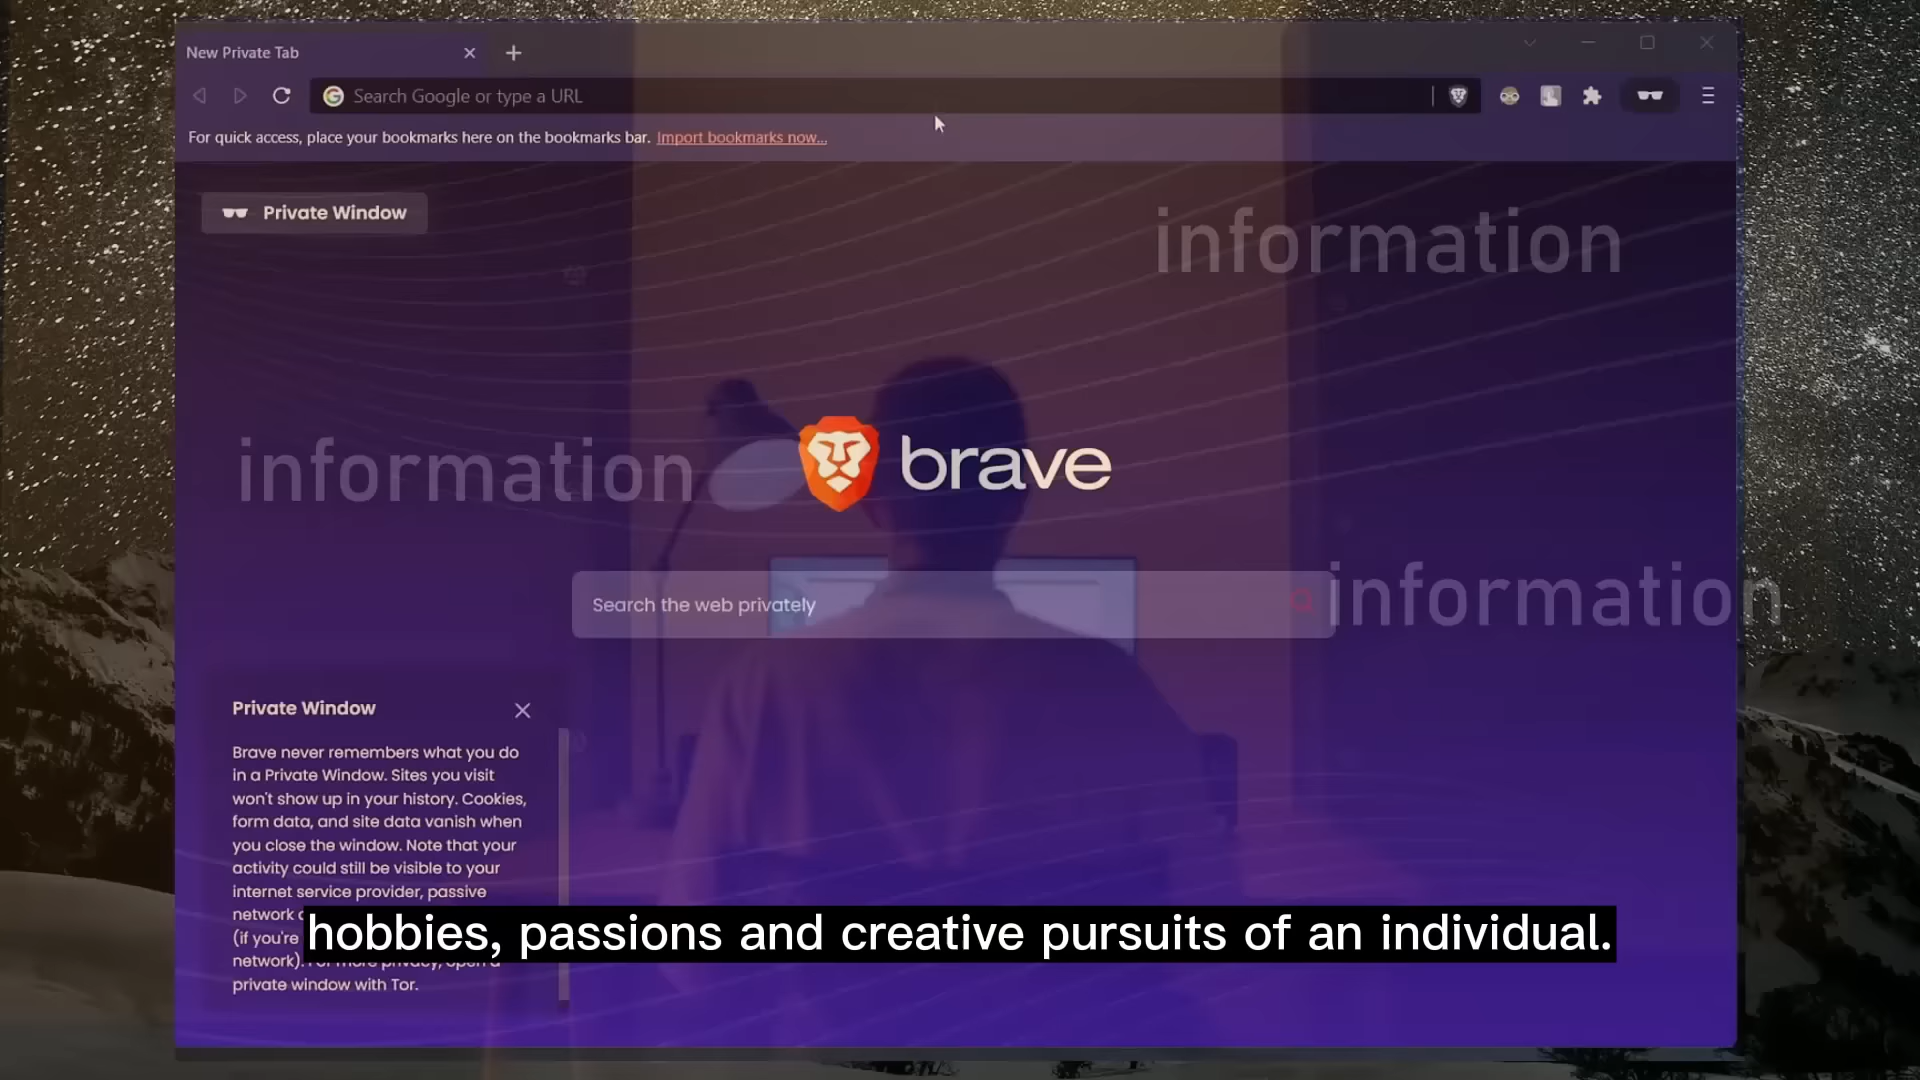 New Private Tab
Search Google or type a URL
For quick access, place your bookmarks here on the bookmarks bar. Import bookmarks now...
Private Window
information
information
brave
information
Search the web privately
Private Window
Brave never remembers what you do
in a Private Window. Sites you visit
won't show up in your history. Cookies,
form data, and site data vanish when
you close the window. Note that your
activity could still be visible to your
internet service provider, passive
network
(if you're
hobbies, passions and creative pursuits of an individual.
network). For more privacy, open a
private window with Tor.